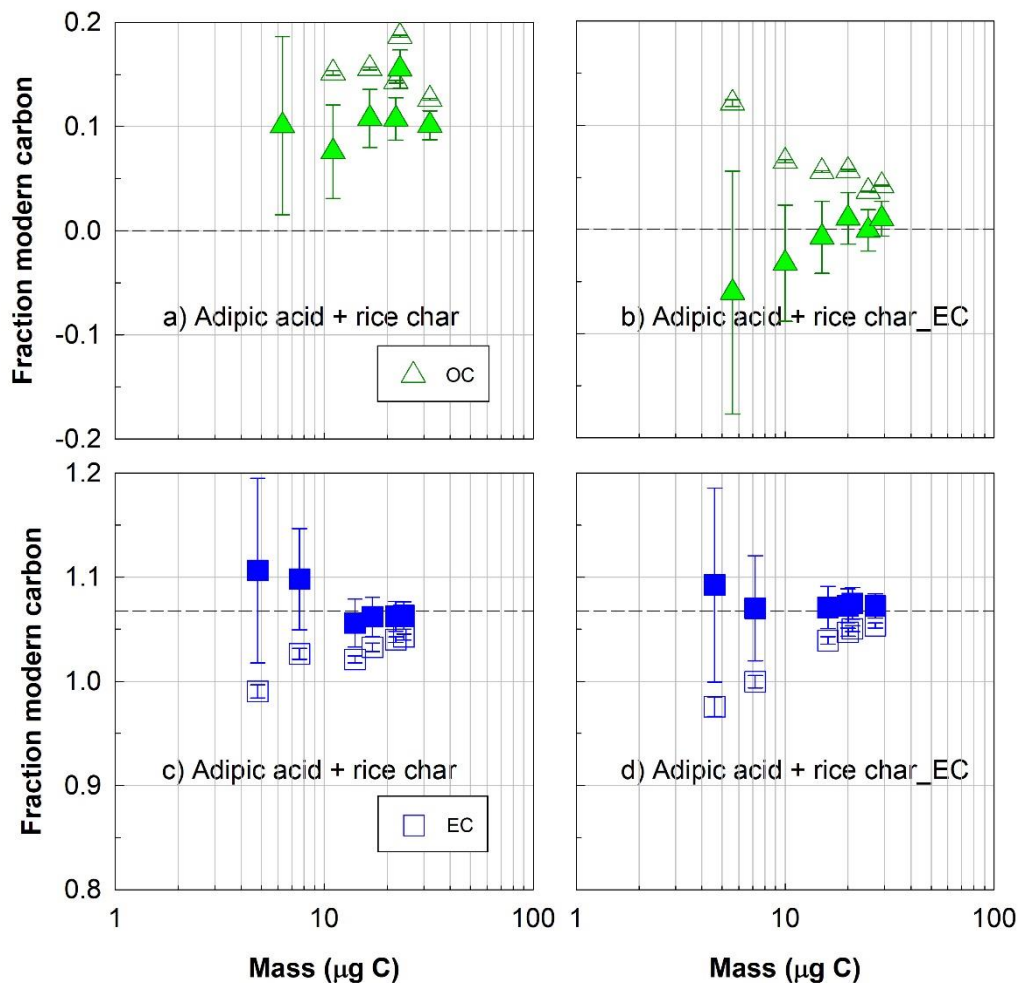 Fraction modern carbon
0.2
0.1
0.0
-0.1
-0.2
a) Adipic acid + rice char
OC
b) Adipic acid + rice char_EC
Fraction modern carbon
1.2
1.1
1.0
0.9
0.8
c) Adipic acid + rice char
EC
d) Adipic acid + rice char_EC
1 10 100
1 10 100
Mass (μg C)
Mass (μg C)